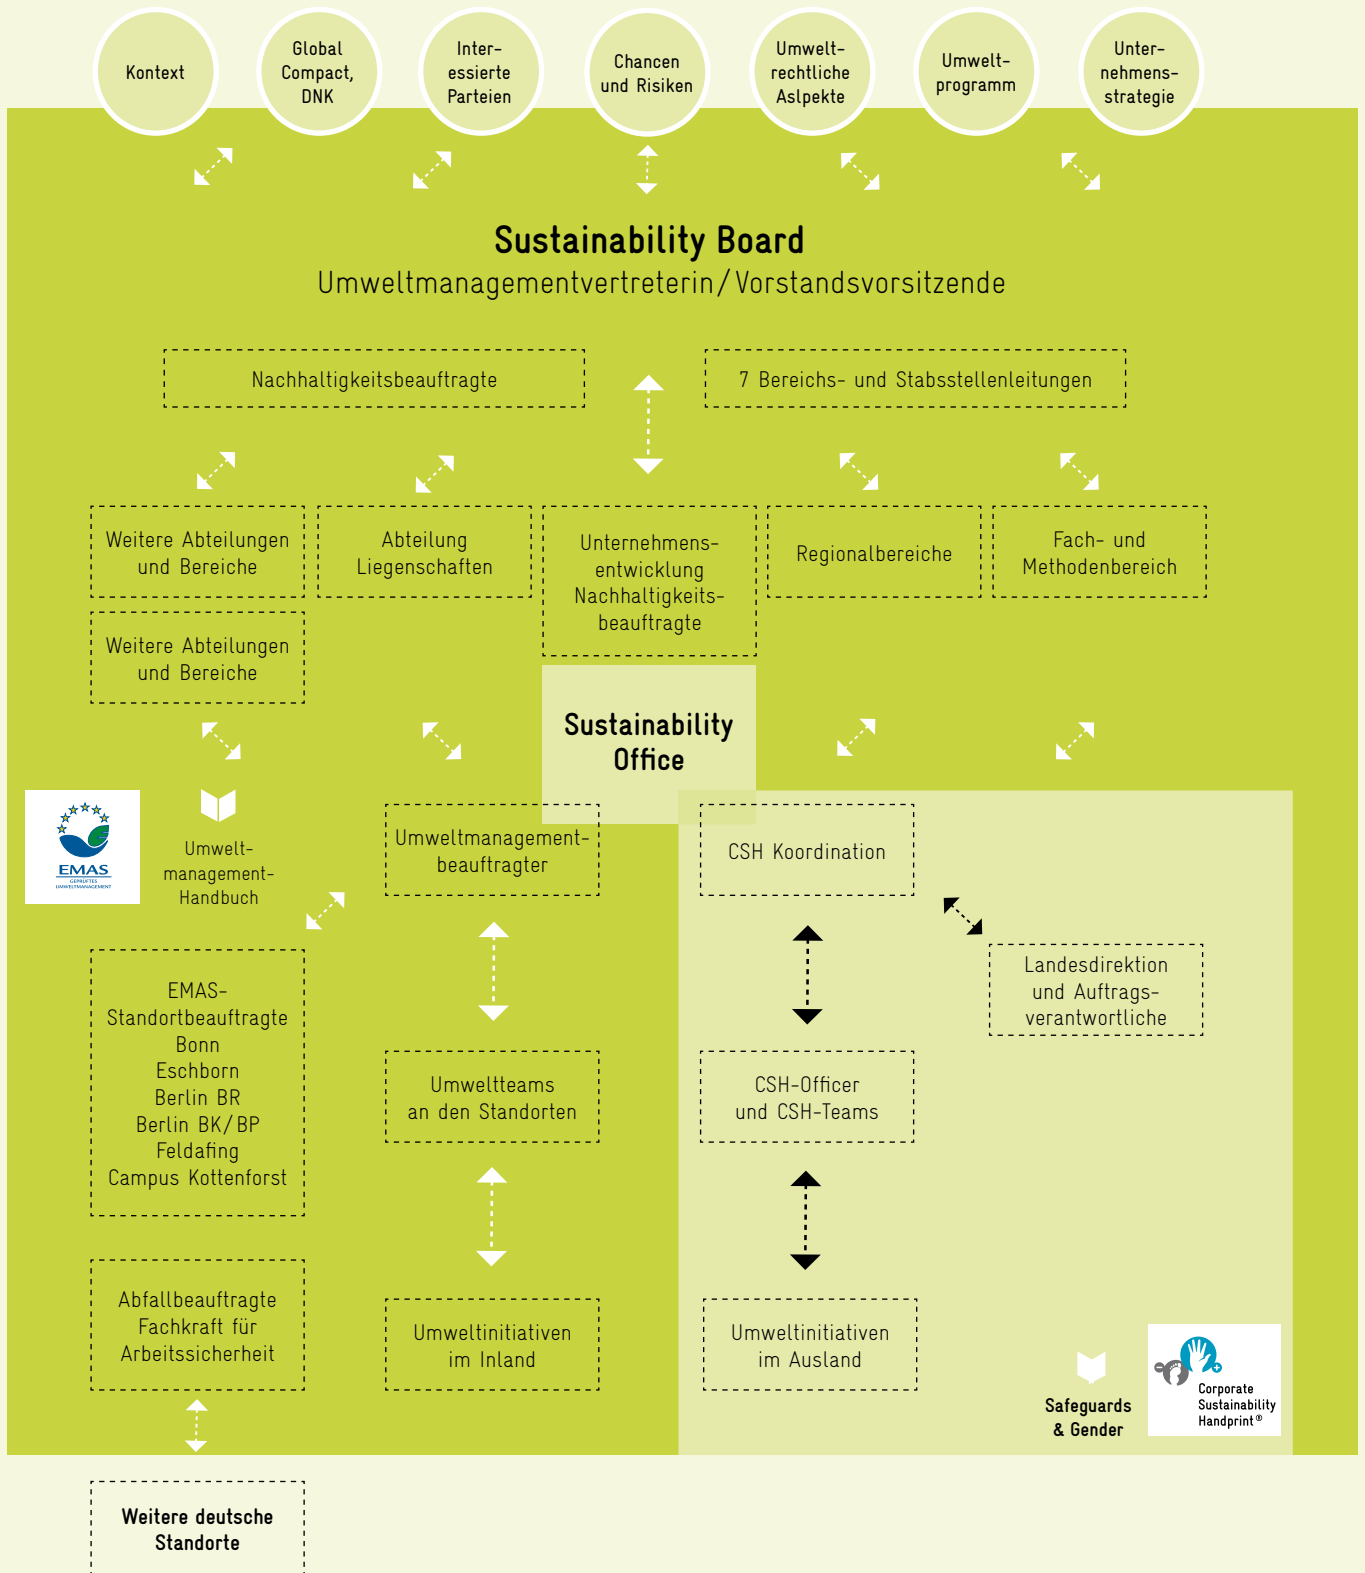 Kontext
Global
Compact,
DNK
Inter-
essierte
Parteien
Chancen
und Risiken
Umwelt-
rechtliche
Aslpekte
Umwelt-
programm
Unter-
nehmens-
strategie
Sustainability Board
Umweltmanagementvertreterin/Vorstandsvorsitzende
Nachhaltigkeitsbeauftragte
7 Bereichs- und Stabsstellenleitungen
Weitere Abteilungen
und Bereiche
Abteilung
Liegenschaften
Unternehmens-
entwicklung
Nachhaltigkeits-
beauftragte
Regionalbereiche
Fach- und
Methodenbereich
Weitere Abteilungen
und Bereiche
Sustainability
Office
EMAS
GEPRÜFTES
UMWELTMANAGEMENT
Umwelt-
management-
Handbuch
Umweltmanagement-
beauftragter
CSH Koordination
Landesdirektion
und Auftrags-
verantwortliche
EMAS-
Standortbeauftragte
Bonn
Eschborn
Berlin BR
Berlin BK/BP
Feldafing
Campus Kottenforst
Umweltteams
an den Standorten
CSH-Officer
und CSH-Teams
Abfallbeauftragte
Fachkraft für
Arbeitssicherheit
Umweltinitiativen
im Inland
Umweltinitiativen
im Ausland
Safeguards
& Gender
Corporate
Sustainability
Handprint®
Weitere deutsche
Standorte